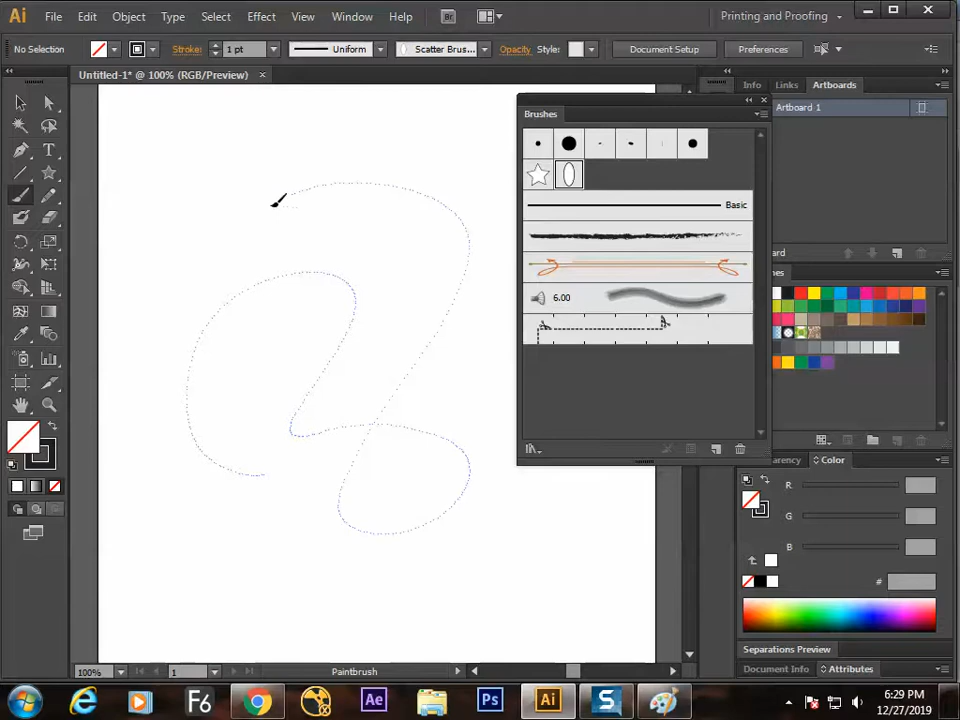 Ai File Edit Object Type Select Effect View Window Help Br Printing and Proofing
No Selection Stroke: 1 pt Uniform Scatter Brus... Opacity Style: Document Setup Preferences
Untitled-1* @ 100% (RGB/Preview) ×
Info Links Artboards
Brushes
Artboard 1
Basic
6.00
Color
R
G
B
#
Separations Preview
Document Info Attributes
100% 1 Paintbrush
F6 Ae Ps Ai S
6:29 PM
12/27/2019